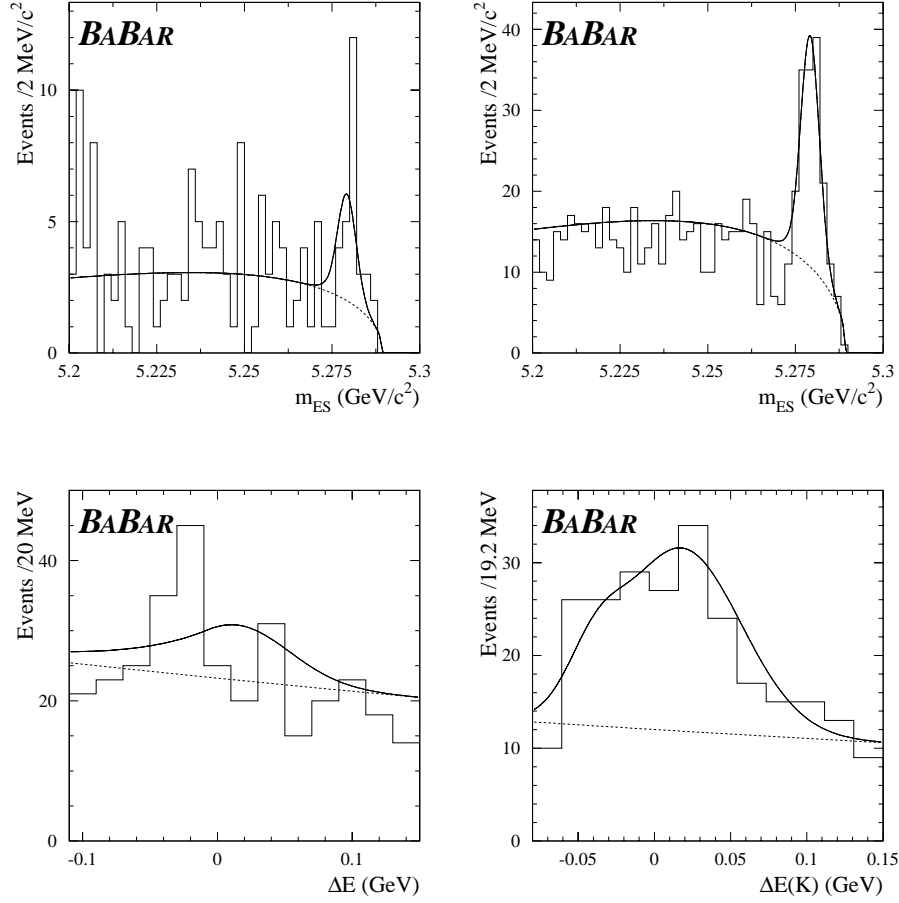 BABAR
Events /2 MeV/c²
10
5
0
5.2 5.225 5.25 5.275 5.3
m_ES (GeV/c²)
BABAR
Events /2 MeV/c²
40
30
20
10
0
5.2 5.225 5.25 5.275 5.3
m_ES (GeV/c²)
BABAR
Events /20 MeV
40
20
0
-0.1 0 0.1
ΔE (GeV)
BABAR
Events /19.2 MeV
30
20
10
0
-0.05 0 0.05 0.1 0.15
ΔE(K) (GeV)